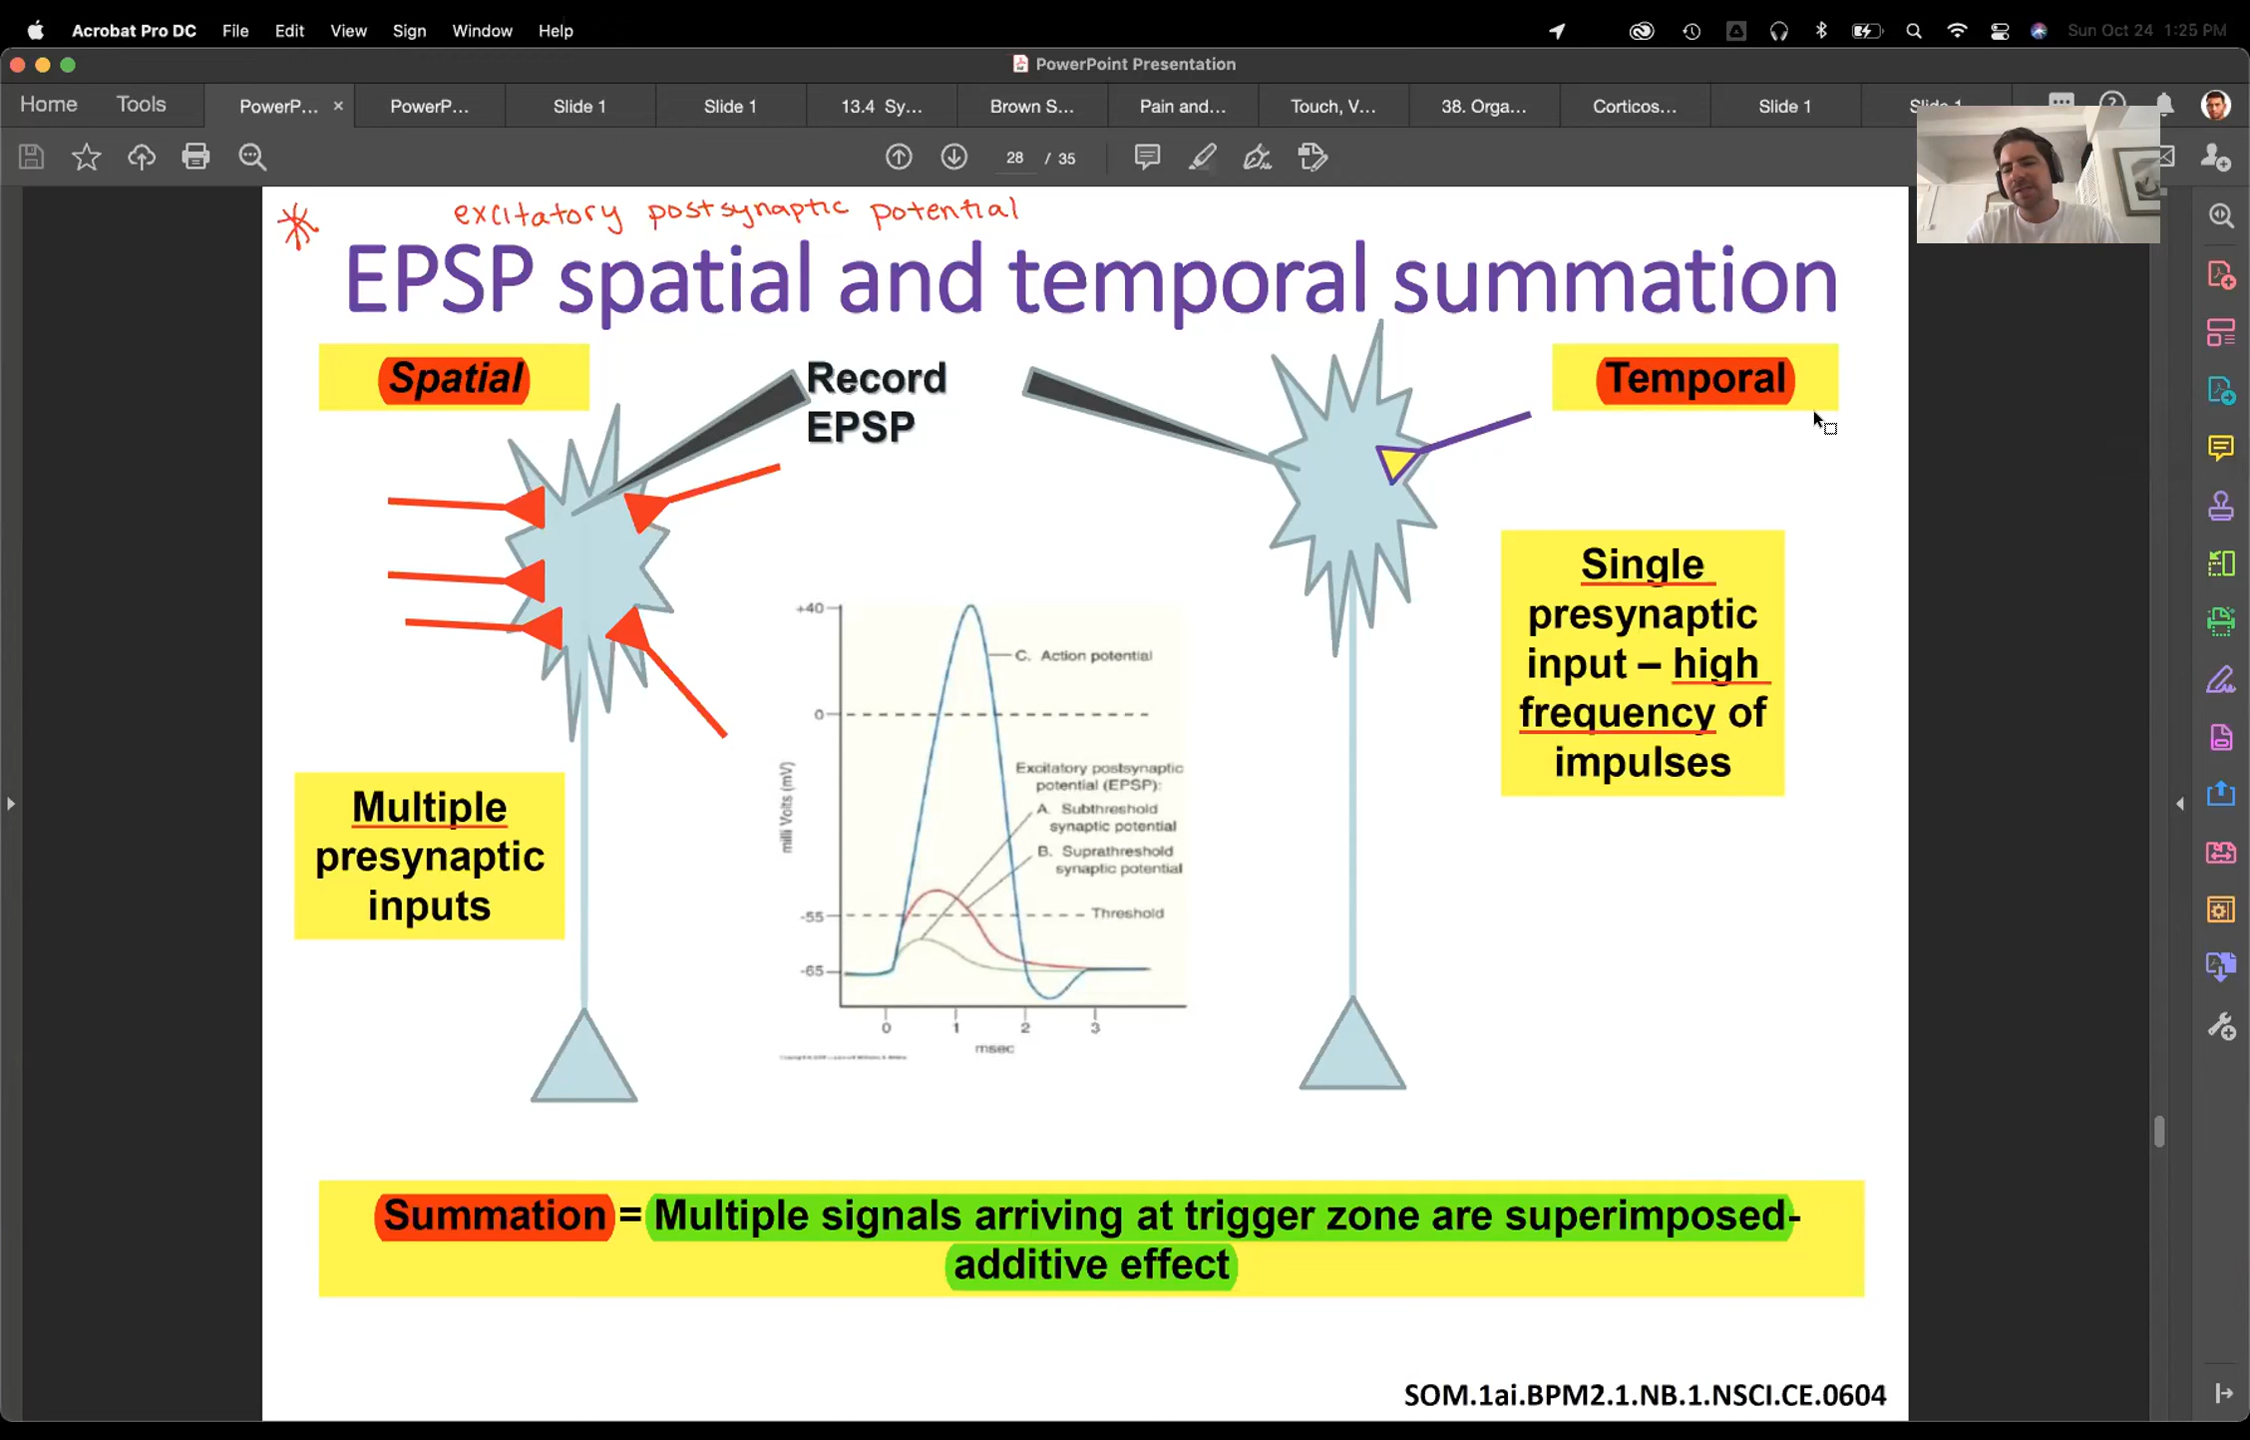 Acrobat Pro DC File Edit View Sign Window Help Sun Oct 24 1:25 PM
PowerPoint Presentation
Home Tools PowerP... × PowerP... Slide 1 Slide 1 13.4 Sy... Brown S... Pain and... Touch, V... 38. Orga... Corticos... Slide 1 Slide 1
28 / 35
excitatory postsynaptic potential
EPSP spatial and temporal summation
Spatial
Record
EPSP
Temporal
Single
presynaptic
input – high
frequency of
impulses
Multiple
presynaptic
inputs
+40
C. Action potential
0
Excitatory postsynaptic
potential (EPSP):
A. Subthreshold
synaptic potential
B. Suprathreshold
synaptic potential
milli Volts (mV)
-55
Threshold
-65
0 1 2 3
msec
Summation = Multiple signals arriving at trigger zone are superimposed-
additive effect
SOM.1ai.BPM2.1.NB.1.NSCI.CE.0604